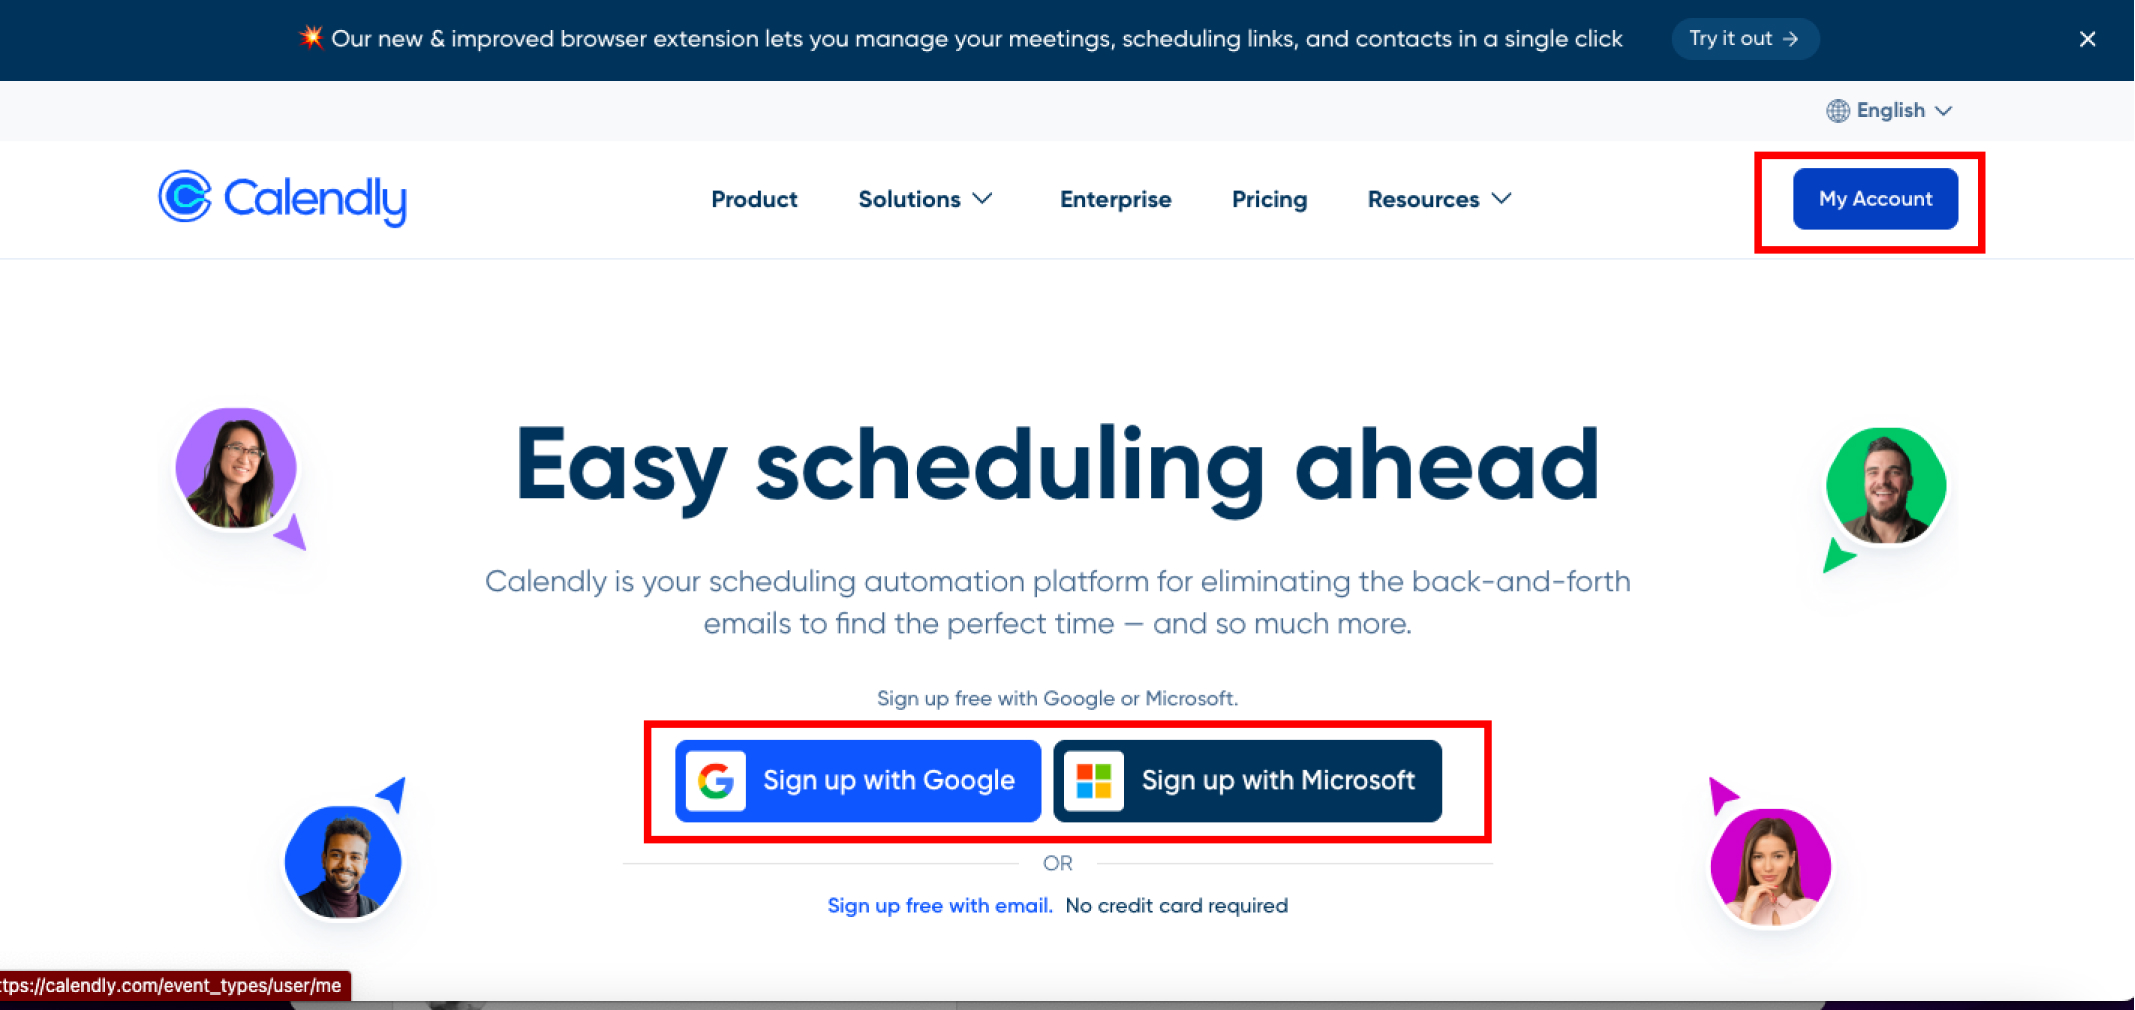 Our new & improved browser extension lets you manage your meetings, scheduling links, and contacts in a single click
Try it out →
English
Calendly
Product
Solutions
Enterprise
Pricing
Resources
My Account
Easy scheduling ahead
Calendly is your scheduling automation platform for eliminating the back-and-forth
emails to find the perfect time — and so much more.
Sign up free with Google or Microsoft.
Sign up with Google
Sign up with Microsoft
OR
Sign up free with email. No credit card required
ttps://calendly.com/event_types/user/me